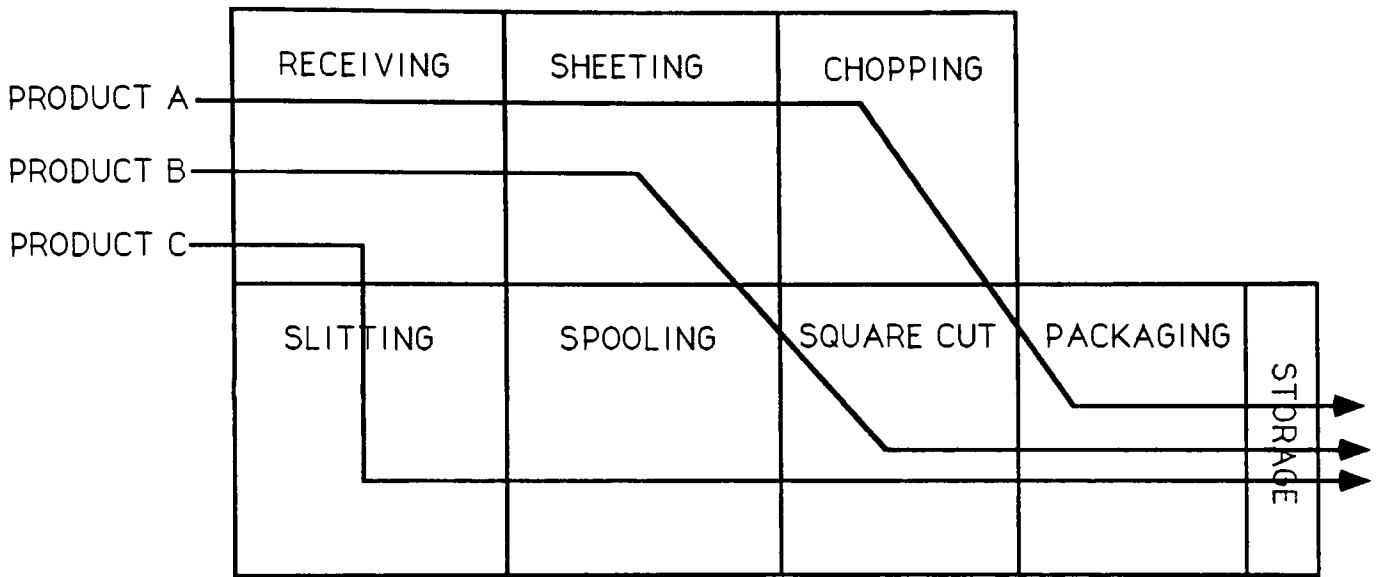 RECEIVING SHEETING CHOPPING
PRODUCT A
PRODUCT B
PRODUCT C
SLITTING SPOOLING SQUARE CUT PACKAGING
STORAGE